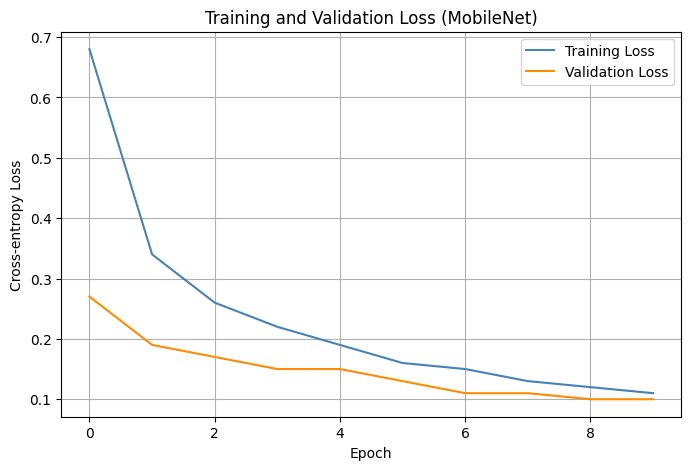 Training and Validation Loss (MobileNet)
Training Loss
Validation Loss
Cross-entropy Loss
0.7
0.6
0.5
0.4
0.3
0.2
0.1
0 2 4 6 8
Epoch